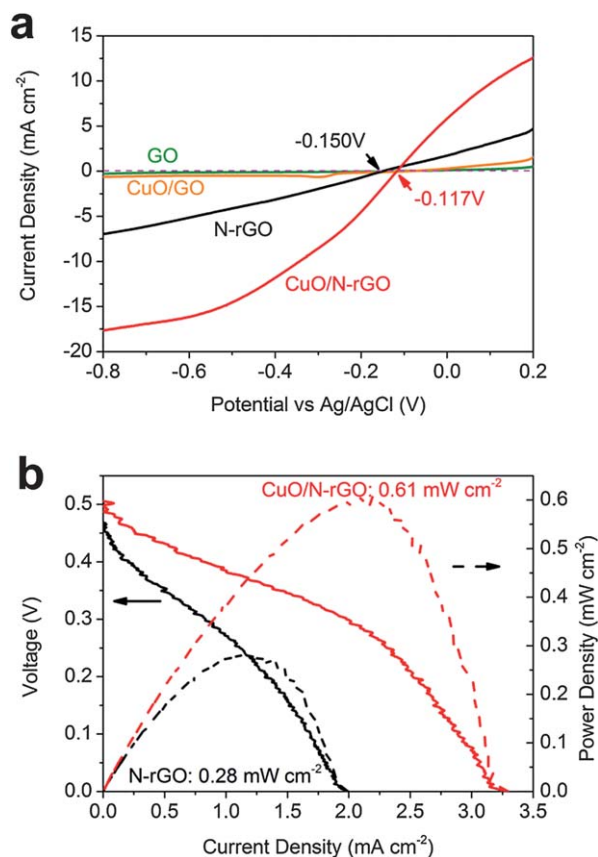 a
15
10
5
0
-5
-10
-15
-20
Current Density (mA cm-2)
GO
CuO/GO
N-rGO
CuO/N-rGO
-0.150V
-0.117V
-0.8
-0.6
-0.4
-0.2
0.0
0.2
Potential vs Ag/AgCl (V)
b
0.5
0.4
0.3
0.2
0.1
0.0
Voltage (V)
CuO/N-rGO: 0.61 mW cm-2
N-rGO: 0.28 mW cm-2
0.6
0.5
0.3
0.2
0.0
Power Density (mW cm-2)
0.0
0.5
1.0
1.5
2.0
2.5
3.0
3.5
Current Density (mA cm-2)